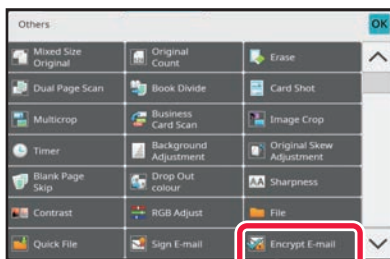 Others
OK
Mixed Size
Original
Original
Count
Erase
Dual Page Scan
Book Divide
Card Shot
Multicrop
Business
Card Scan
Image Crop
Timer
Background
Adjustment
Original Skew
Adjustment
Blank Page
Skip
Drop Out
colour
AA
Sharpness
Contrast
RGB Adjust
File
Quick File
Sign E-mail
Encrypt E-mail